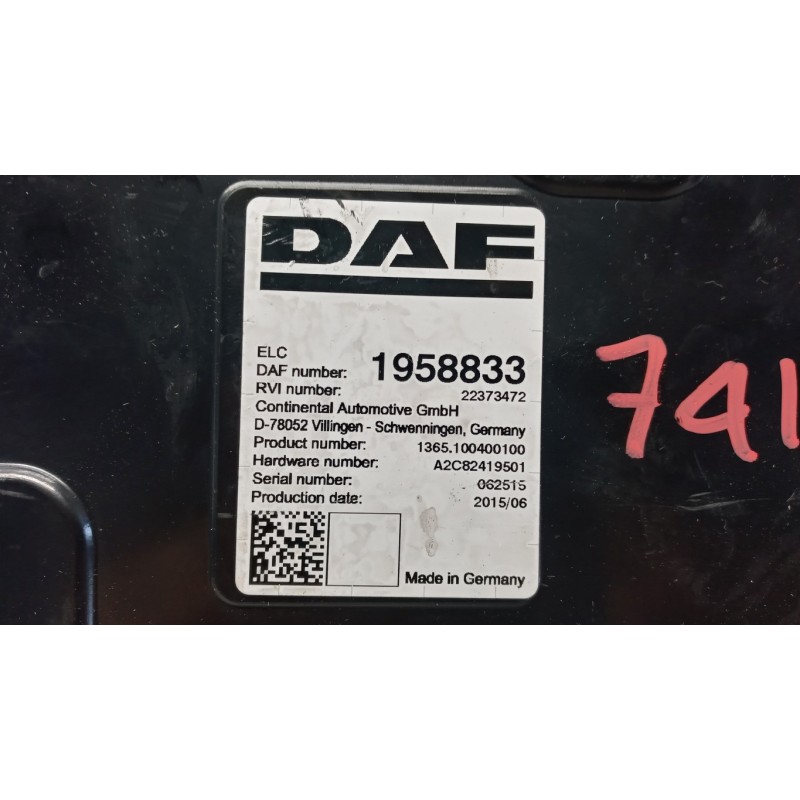 DAF
ELC
DAF number: 1958833
RVI number: 22373472
Continental Automotive GmbH
D-78052 Villingen - Schwenningen, Germany
Product number: 1365.100400100
Hardware number: A2C82419501
Serial number: 062515
Production date: 2015/06
Made in Germany
741